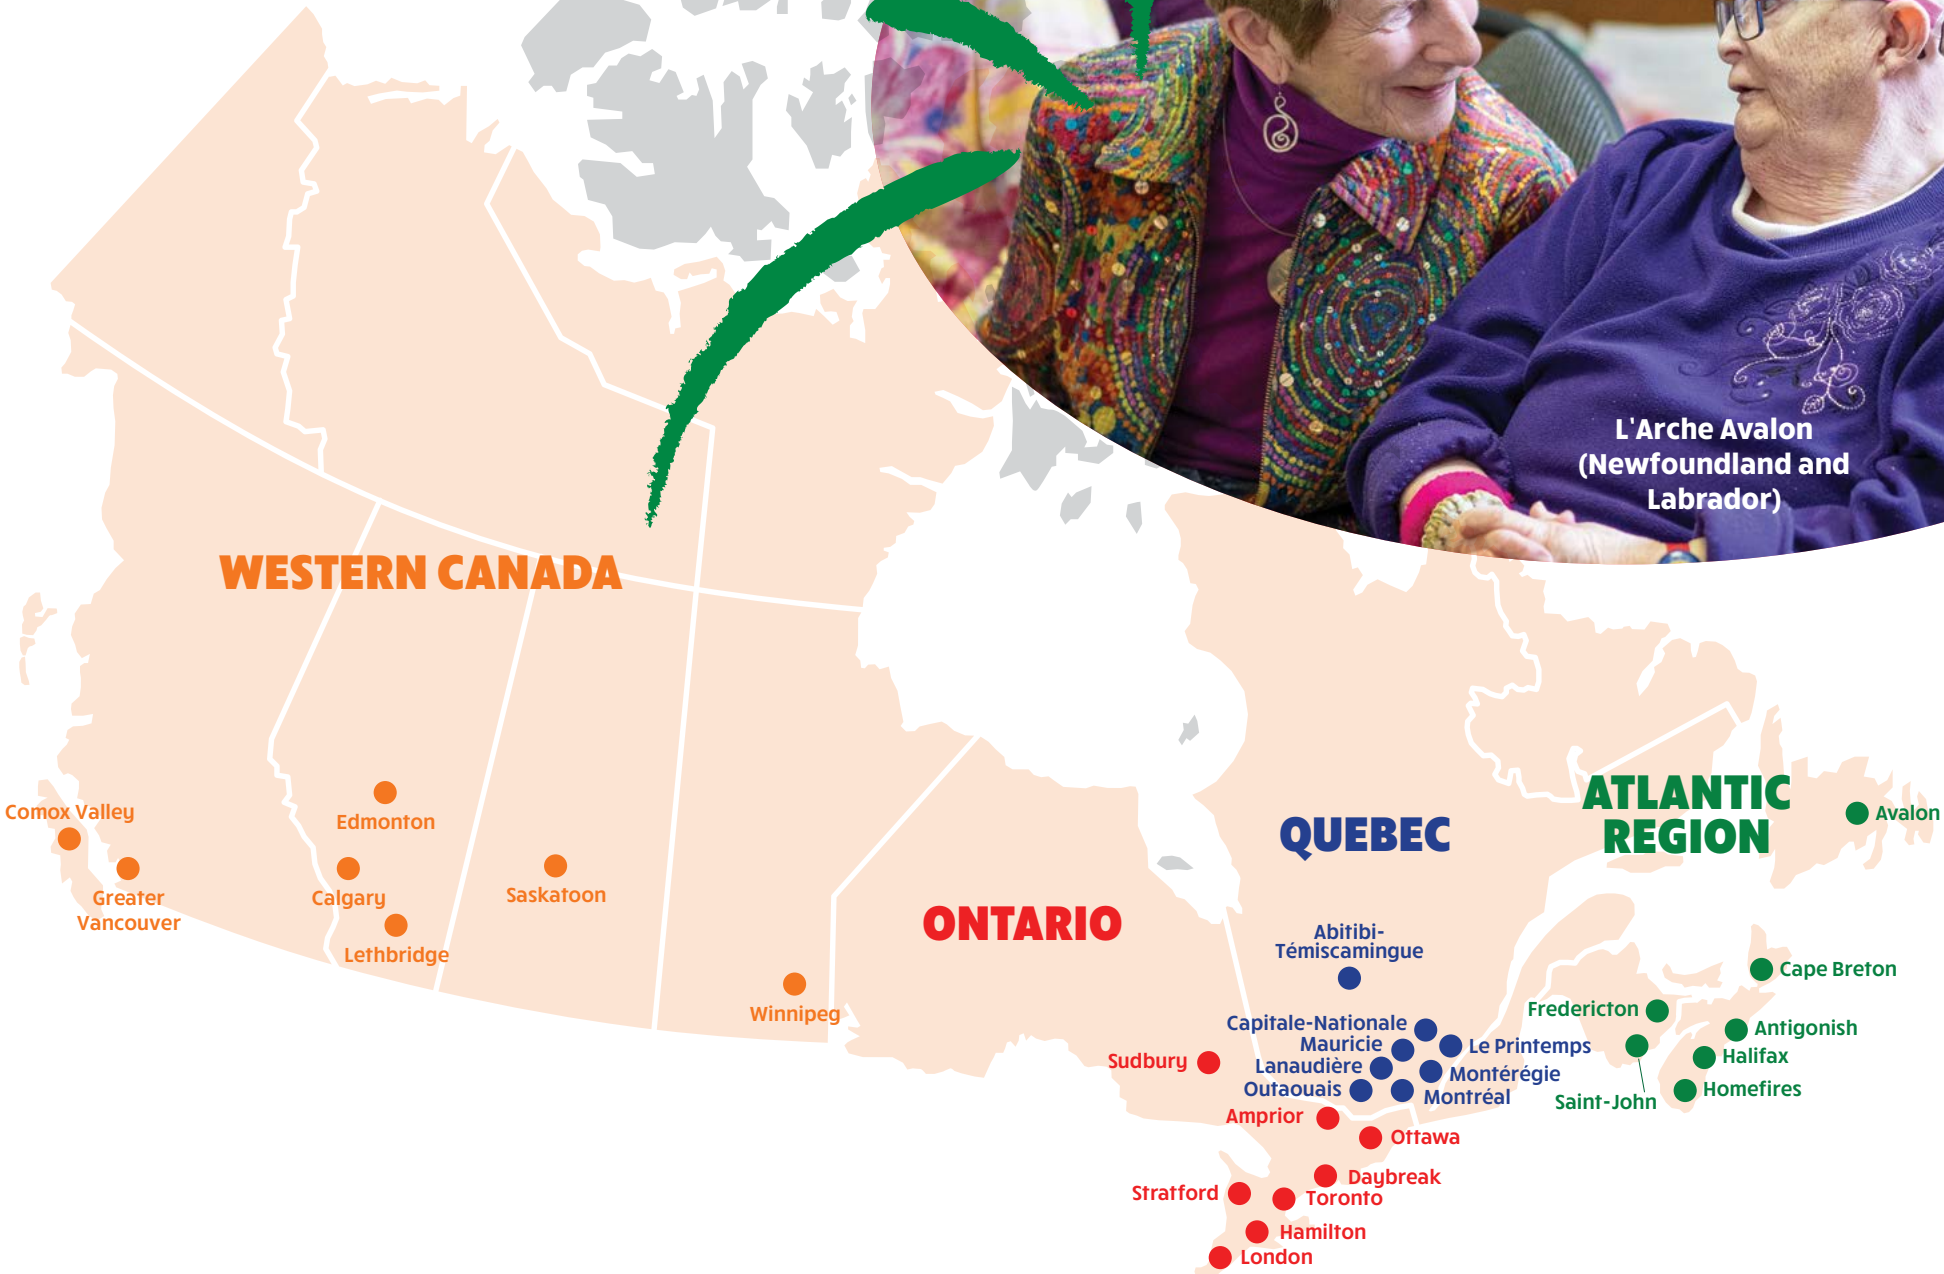 L'Arche Avalon
(Newfoundland and
Labrador)
WESTERN CANADA
Comox Valley
Greater
Vancouver
Edmonton
Calgary
Lethbridge
Saskatoon
Winnipeg
ONTARIO
Sudbury
Amprior
Ottawa
Daybreak
Stratford
Toronto
Hamilton
London
QUEBEC
Abitibi-
Témiscamingue
Capitale-Nationale
Mauricie
Le Printemps
Lanaudière
Montérégie
Outaouais
Montréal
ATLANTIC
REGION
Avalon
Cape Breton
Fredericton
Antigonish
Halifax
Saint-John
Homefires